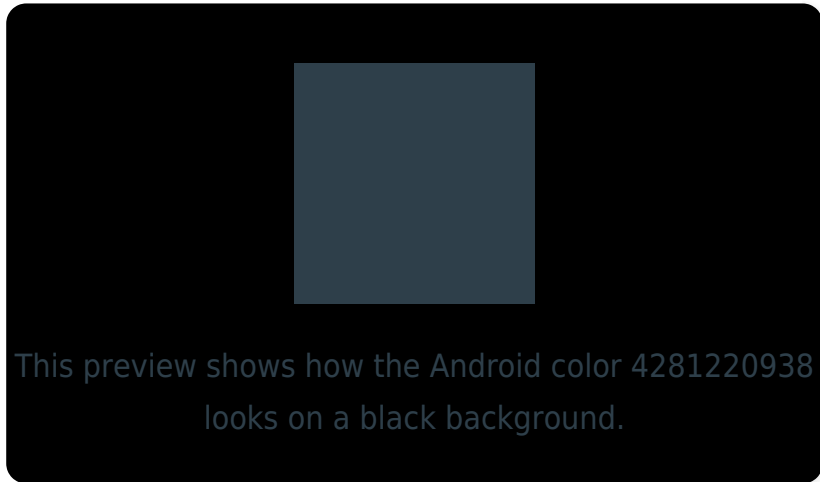 This preview shows how the Android color 4281220938
looks on a black background.